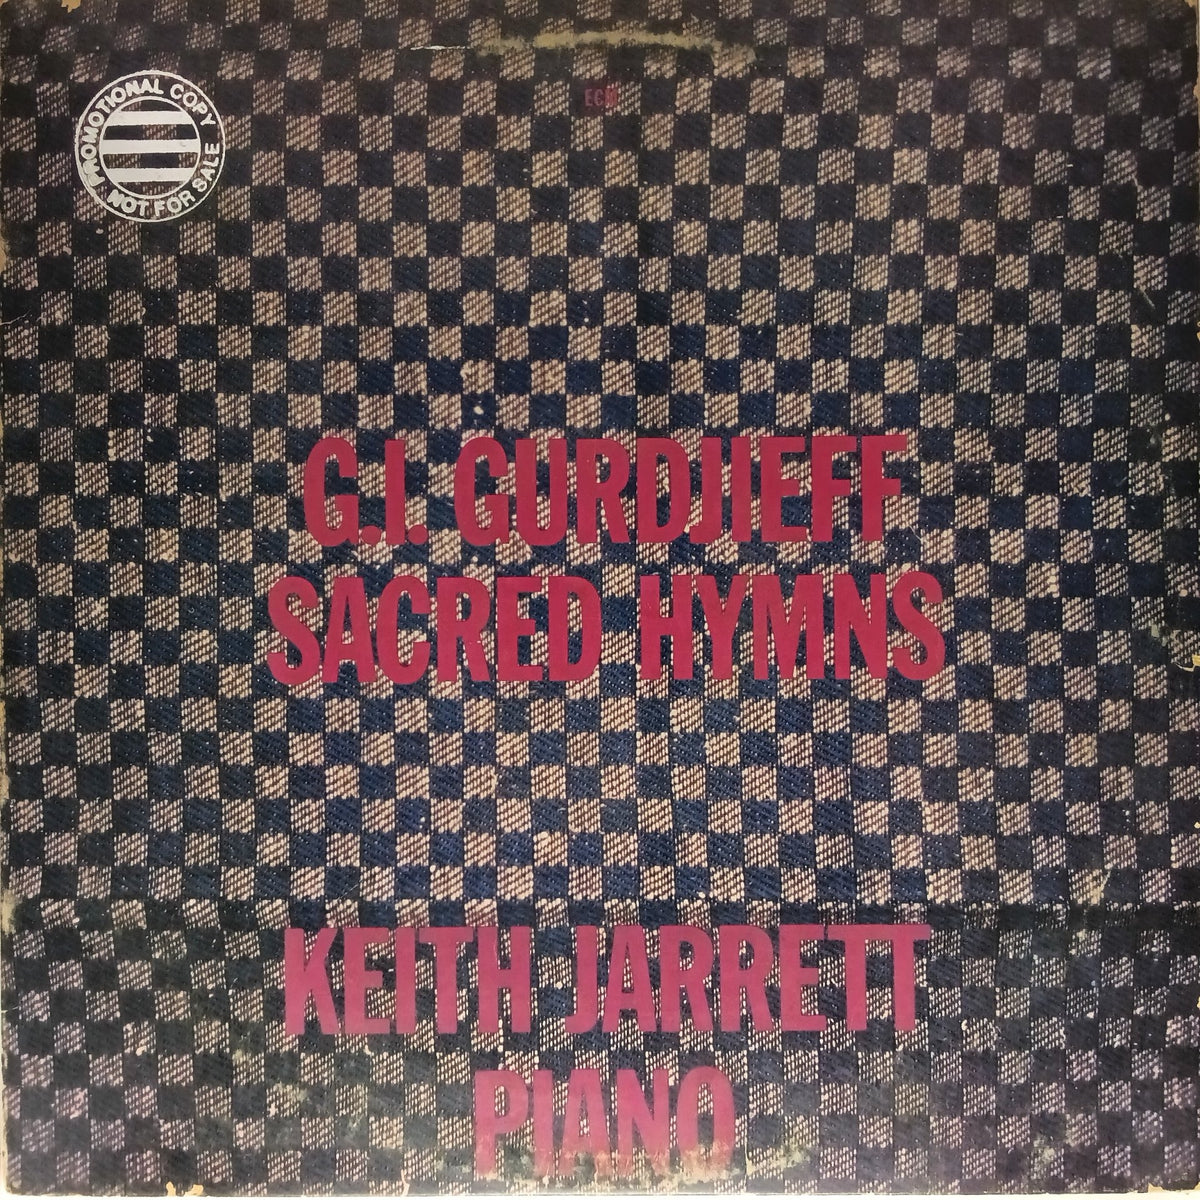 PROMOTIONAL COPY
NOT FOR SALE
ECM
G.I. GURDJIEFF
SACRED HYMNS
KEITH JARRETT
PIANO